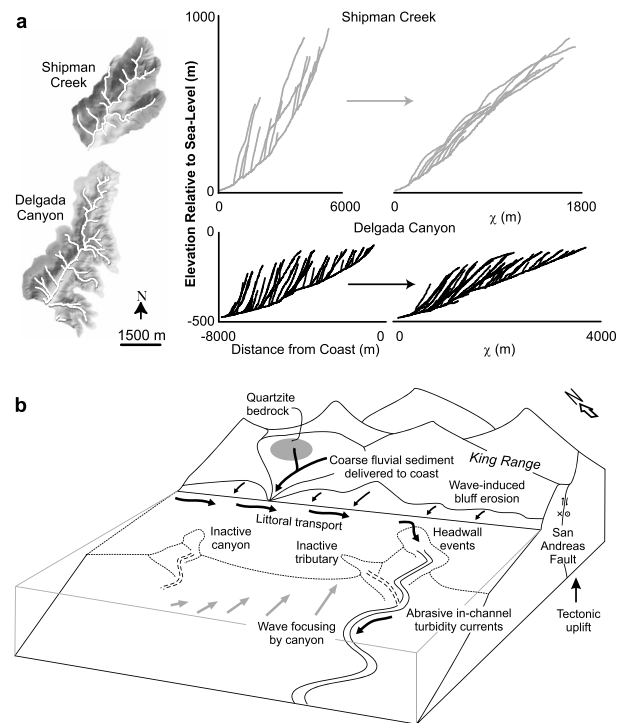 a
Shipman
Creek
Delgada
Canyon
N
1500 m
Elevation Relative to Sea-Level (m)
Shipman Creek
1000
500
0
0
6000
0
1800
χ (m)
Delgada Canyon
0
-500
-8000
0
Distance from Coast (m)
0
4000
χ (m)
b
Quartzite
bedrock
N
Coarse fluvial sediment
delivered to coast
King Range
Wave-induced
bluff erosion
Littoral transport
Inactive
canyon
Inactive
tributary
Headwall
events
San
Andreas
Fault
Wave focusing
by canyon
Abrasive in-channel
turbidity currents
Tectonic
uplift